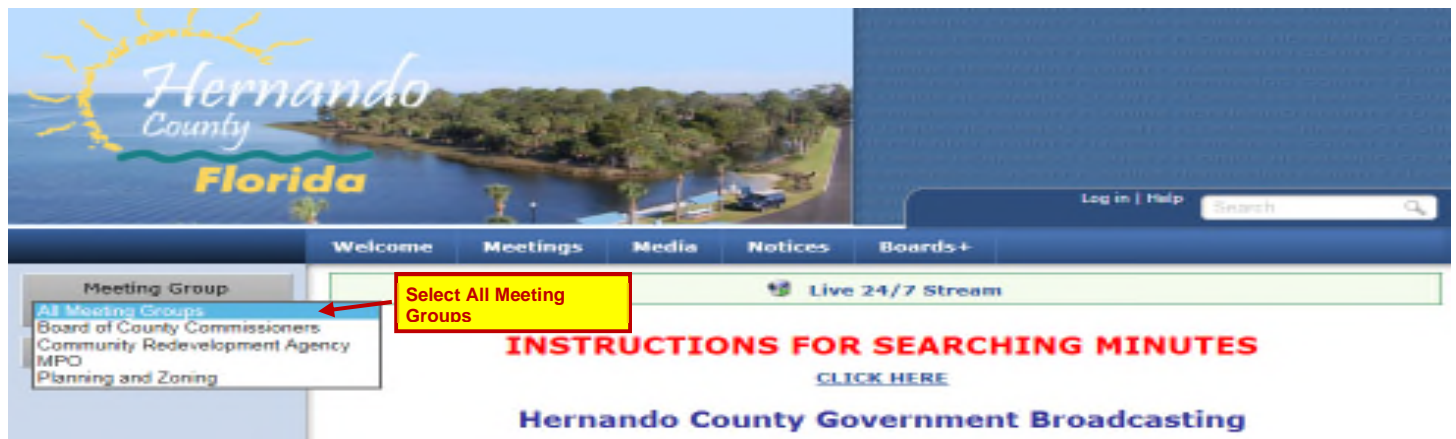 Hernando
County
Florida
Log in | Help
Search
Welcome Meetings Media Notices Boards+
Meeting Group
All Meeting Groups
Board of County Commissioners
Community Redevelopment Agency
MPO
Planning and Zoning
Select All Meeting
Groups
Live 24/7 Stream
INSTRUCTIONS FOR SEARCHING MINUTES
CLICK HERE
Hernando County Government Broadcasting